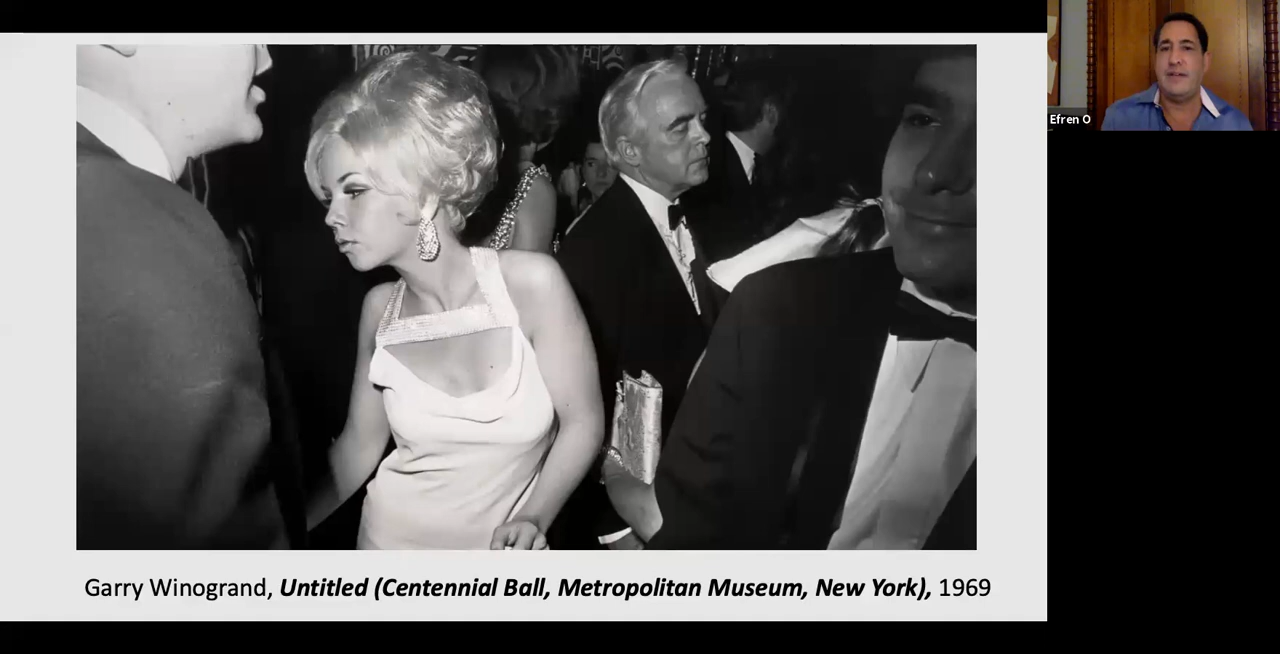 Efren O
Garry Winogrand, Untitled (Centennial Ball, Metropolitan Museum, New York), 1969